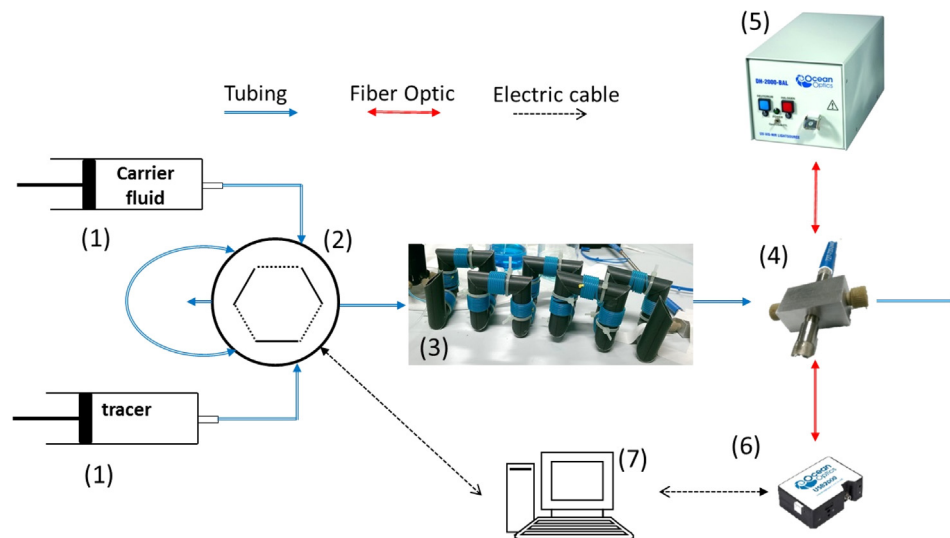 (5)
Ocean
Optics
DH-2000-BAL
Tubing
Fiber Optic
Electric cable
Carrier
fluid
(1)
(2)
(4)
(3)
tracer
(1)
(7)
(6)
Ocean
Optics
USB2000